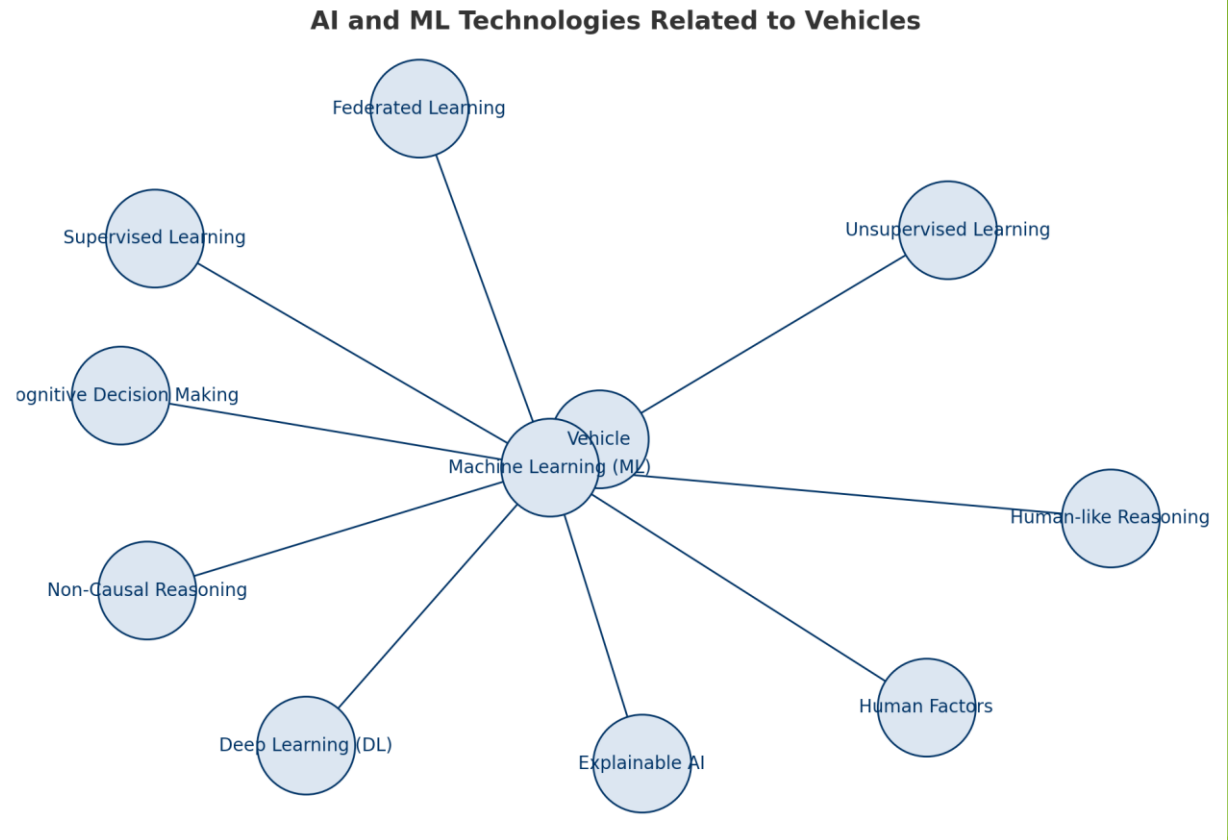 AI and ML Technologies Related to Vehicles
Federated Learning
Unsupervised Learning
Supervised Learning
ognitive Decision Making
Vehicle
Machine Learning (ML)
Human-like Reasoning
Non-Causal Reasoning
Human Factors
Deep Learning (DL)
Explainable AI